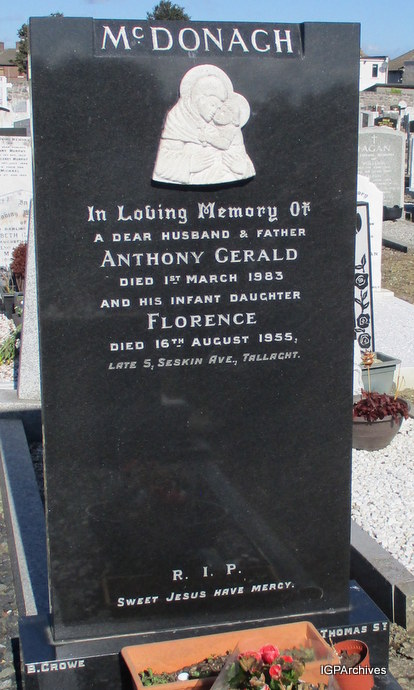 McDONAGH
In Loving Memory Of
A DEAR HUSBAND & FATHER
ANTHONY GERALD
DIED 1ST MARCH 1983
AND HIS INFANT DAUGHTER
FLORENCE
DIED 16TH AUGUST 1955,
LATE 5, SESKIN AVE., TALLAGHT.
R. I. P.
SWEET JESUS HAVE MERCY.
B. CROWE
THOMAS ST
IGPArchives